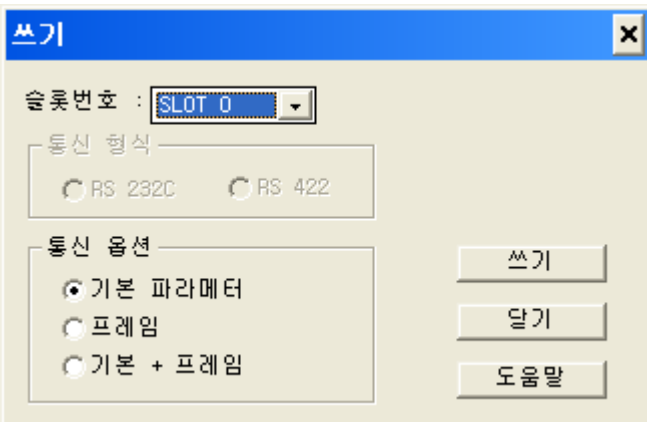 쓰기
슬롯번호 : SLOT 0
통신 형식
RS 232C RS 422
통신 옵션
기본 파라메터
프레임
기본 + 프레임
쓰기
닫기
도움말